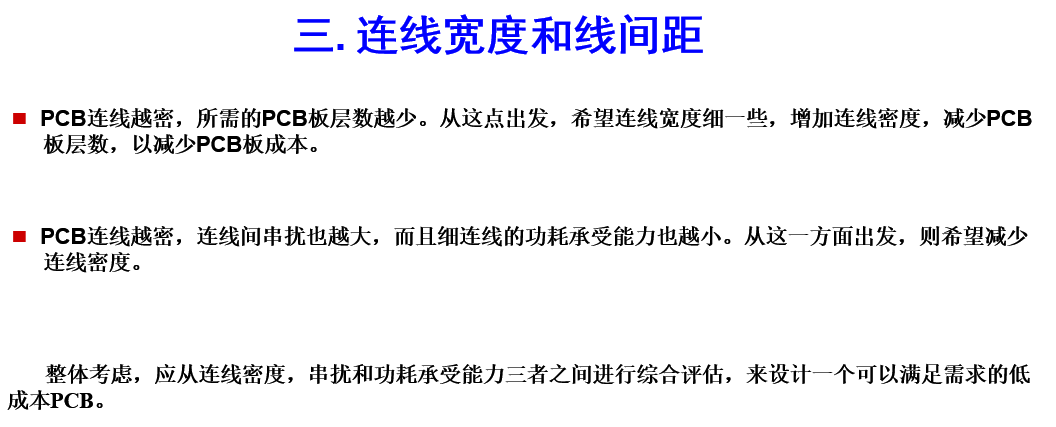 三. 连线宽度和线间距
■ PCB连线越密，所需的PCB板层数越少。从这点出发，希望连线宽度细一些，增加连线密度，减少PCB
板层数，以减少PCB板成本。
■ PCB连线越密，连线间串扰也越大，而且细连线的功耗承受能力也越小。从这一方面出发，则希望减少
连线密度。
整体考虑，应从连线密度，串扰和功耗承受能力三者之间进行综合评估，来设计一个可以满足需求的低
成本PCB。